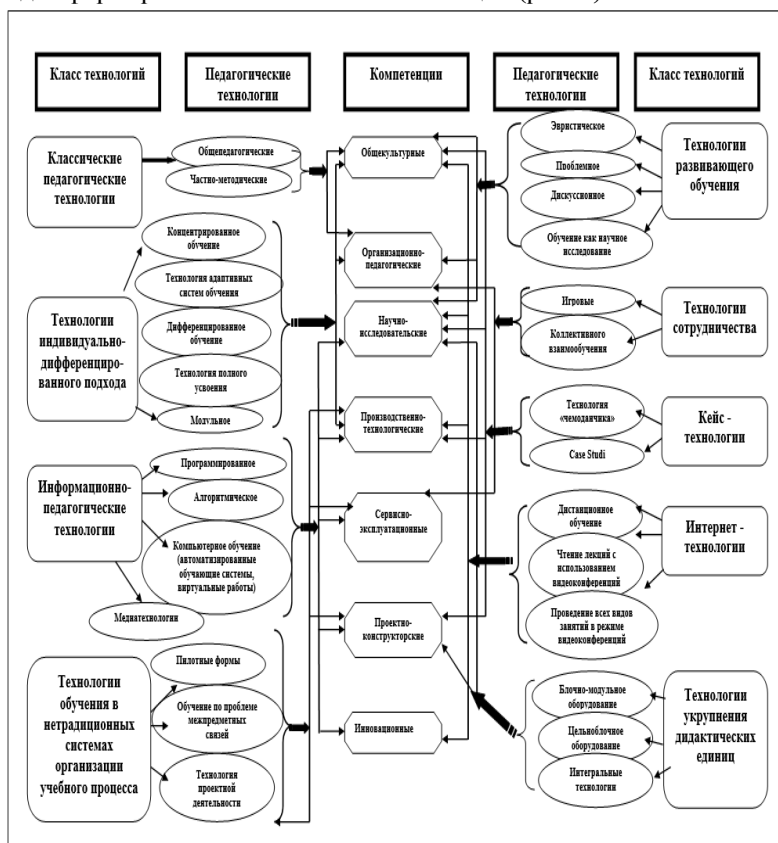 Класс технологий
Педагогические
технологии
Компетенции
Педагогические
технологии
Класс технологий
Классические
педагогические
технологии
Общепедагогические
Частно-методические
Технологии
индивидуально-
дифференциро-
ванного подхода
Концентрированное
обучение
Технология адаптивных
систем обучения
Дифференцированное
обучение
Технология полного
усвоения
Модульное
Информационно-
педагогические
технологии
Программированное
Алгоритмическое
Компьютерное обучение
(автоматизированные
обучающие системы,
виртуальные работы)
Медиатехнологии
Технологии
обучения в
нетрадиционных
системах
организации
учебного процесса
Пилотные формы
Обучение по проблеме
межпредметных
связей
Технология
проектной
деятельности
Общекультурные
Организационно-
педагогические
Научно-
исследовательские
Производственно-
технологические
Сервисно-
эксплуатационные
Проектно-
конструкторские
Инновационные
Эвристическое
Проблемное
Дискуссионное
Обучение как научное
исследование
Технологии
развивающего
обучения
Игровые
Коллективного
взаимообучения
Технологии
сотрудничества
Технология
«чемоданчика»
Case Studi
Кейс -
технологии
Дистанционное
обучение
Чтение лекций с
использованием
видеоконференций
Проведение всех видов
занятий в режиме
видеоконференций
Интернет -
технологии
Блочно-модульное
оборудование
Цельноблочное
оборудование
Интегральные
технологии
Технологии
укрупнения
дидактических
единиц